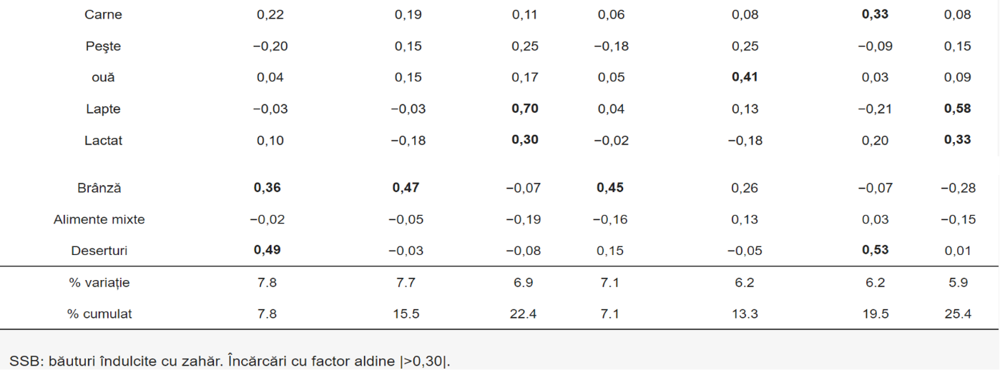 Carne 0,22 0,19 0,11 0,06 0,08 0,33 0,08
Peşte −0,20 0,15 0,25 −0,18 0,25 −0,09 0,15
ouă 0,04 0,15 0,17 0,05 0,41 0,03 0,09
Lapte −0,03 −0,03 0,70 0,04 0,13 −0,21 0,58
Lactat 0,10 −0,18 0,30 −0,02 −0,18 0,20 0,33
Brânză 0,36 0,47 −0,07 0,45 0,26 −0,07 −0,28
Alimente mixte −0,02 −0,05 −0,19 −0,16 0,13 0,03 −0,15
Deserturi 0,49 −0,03 −0,08 0,15 −0,05 0,53 0,01
% variație 7.8 7.7 6.9 7.1 6.2 6.2 5.9
% cumulat 7.8 15.5 22.4 7.1 13.3 19.5 25.4
SSB: băuturi îndulcite cu zahăr. Încărcări cu factor aldine |>0,30|.